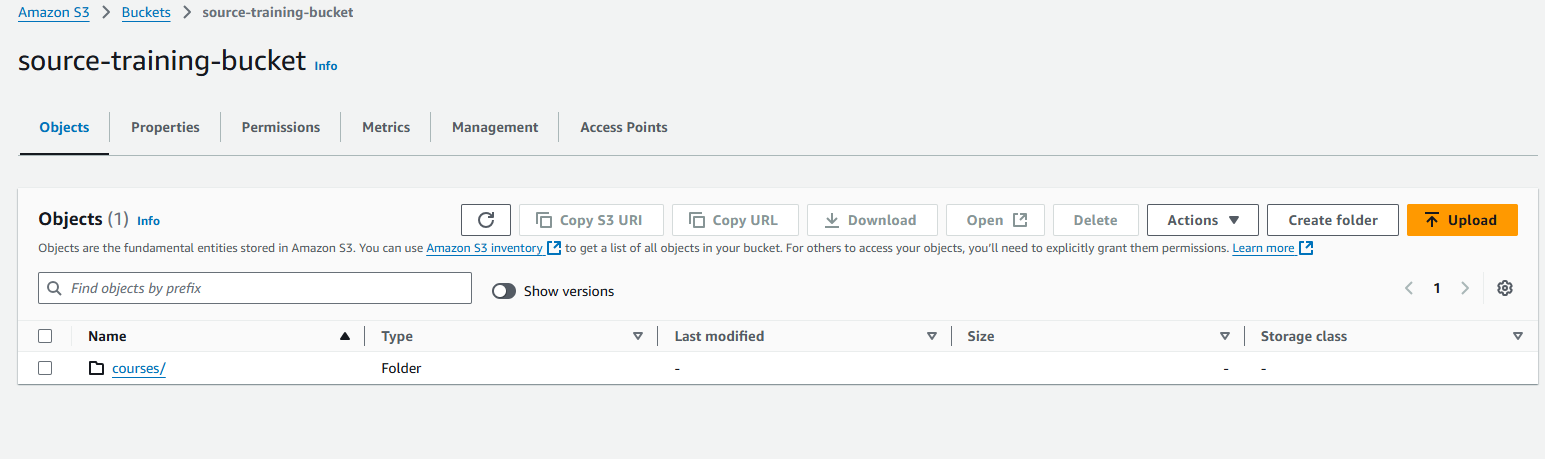 Amazon S3 > Buckets > source-training-bucket
source-training-bucket Info
Objects Properties Permissions Metrics Management Access Points
Objects (1) Info Copy S3 URI Copy URL Download Open Delete Actions Create folder Upload
Objects are the fundamental entities stored in Amazon S3. You can use Amazon S3 inventory to get a list of all objects in your bucket. For others to access your objects, you'll need to explicitly grant them permissions. Learn more
Find objects by prefix Show versions 1
Name Type Last modified Size Storage class
courses/ Folder - - -